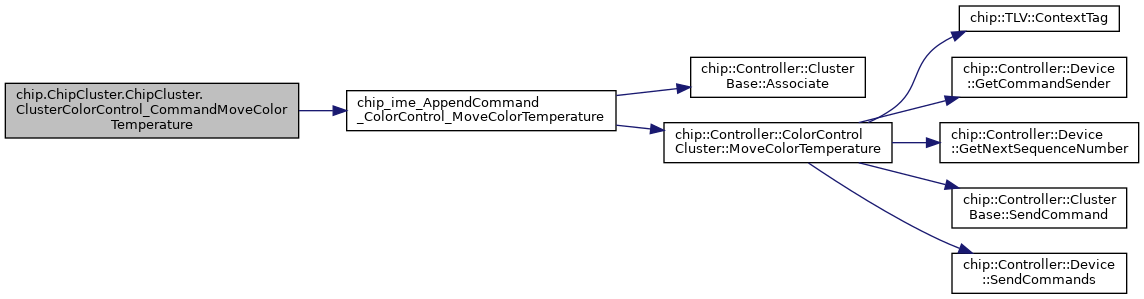 chip.ChipCluster.ChipCluster.
ClusterColorControl_CommandMoveColor
Temperature
chip_ime_AppendCommand
_ColorControl_MoveColorTemperature
chip::Controller::Cluster
Base::Associate
chip::Controller::ColorControl
Cluster::MoveColorTemperature
chip::TLV::ContextTag
chip::Controller::Device
::GetCommandSender
chip::Controller::Device
::GetNextSequenceNumber
chip::Controller::Cluster
Base::SendCommand
chip::Controller::Device
::SendCommands